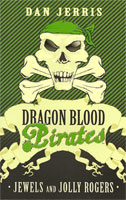 DAN JERRIS
DRAGON BLOOD
Pirates
· JEWELS AND JOLLY ROGERS ·